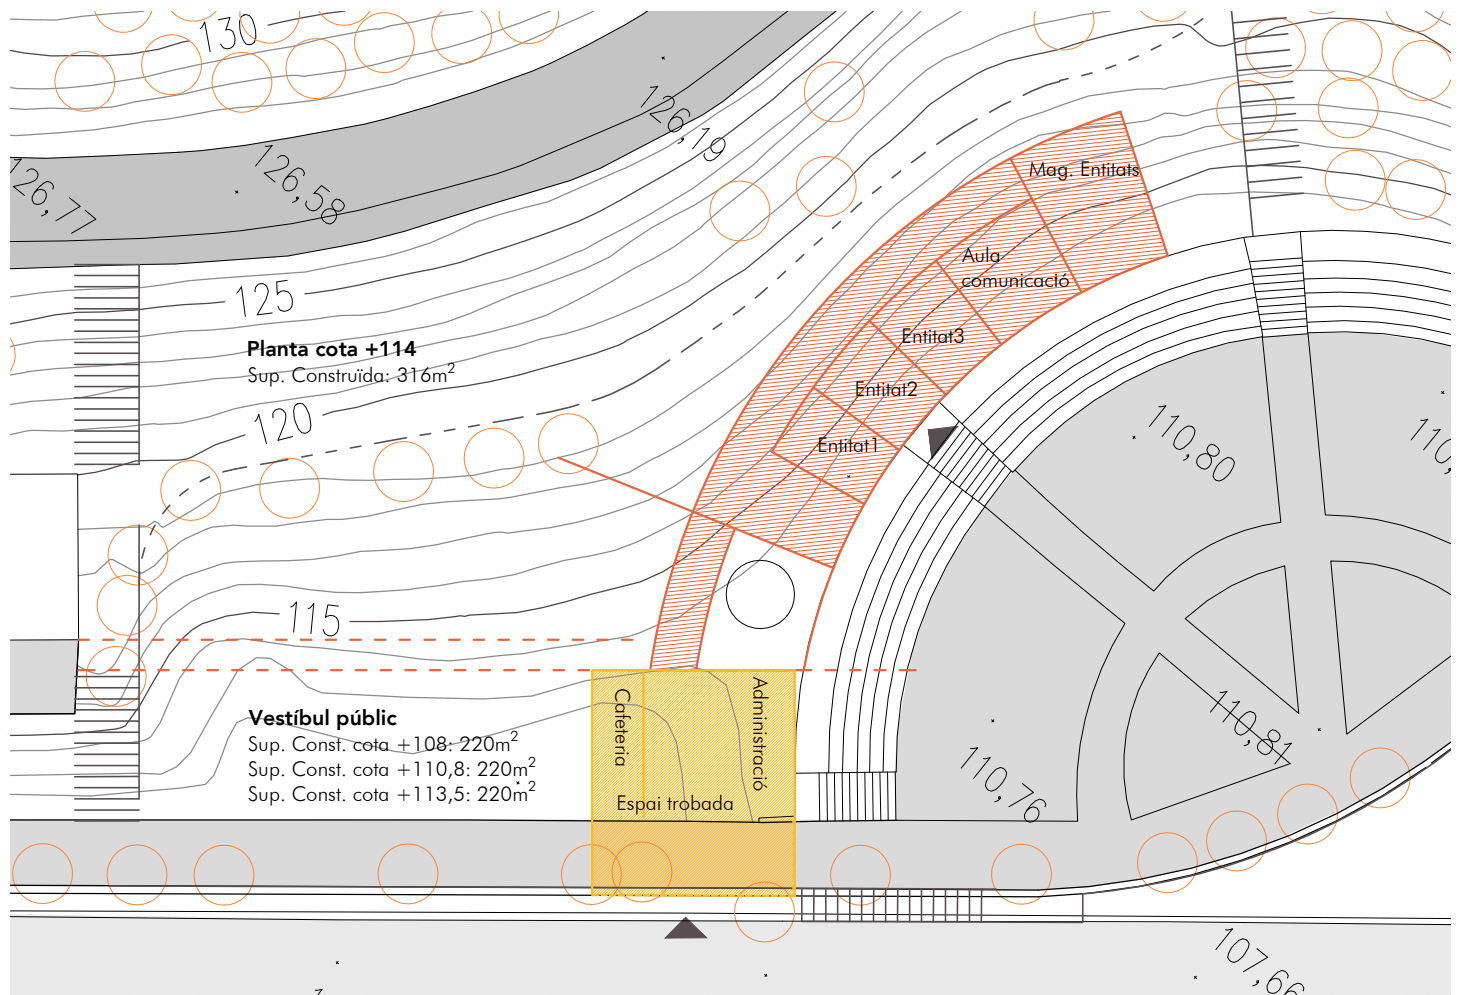 130
126,19
126,58
126,77
Mag. Entitats
Aula
comunicació
125
Entitat3
Planta cota +114
Sup. Construïda: 316m²
Entitat2
120
Entitat1
110,80
110,
115
Cafeteria
Administració
Vestíbul públic
Sup. Const. cota +108: 220m²
Sup. Const. cota +110,8: 220m²
Sup. Const. cota +113,5: 220m²
Espai trobada
110,81
110,76
107,66